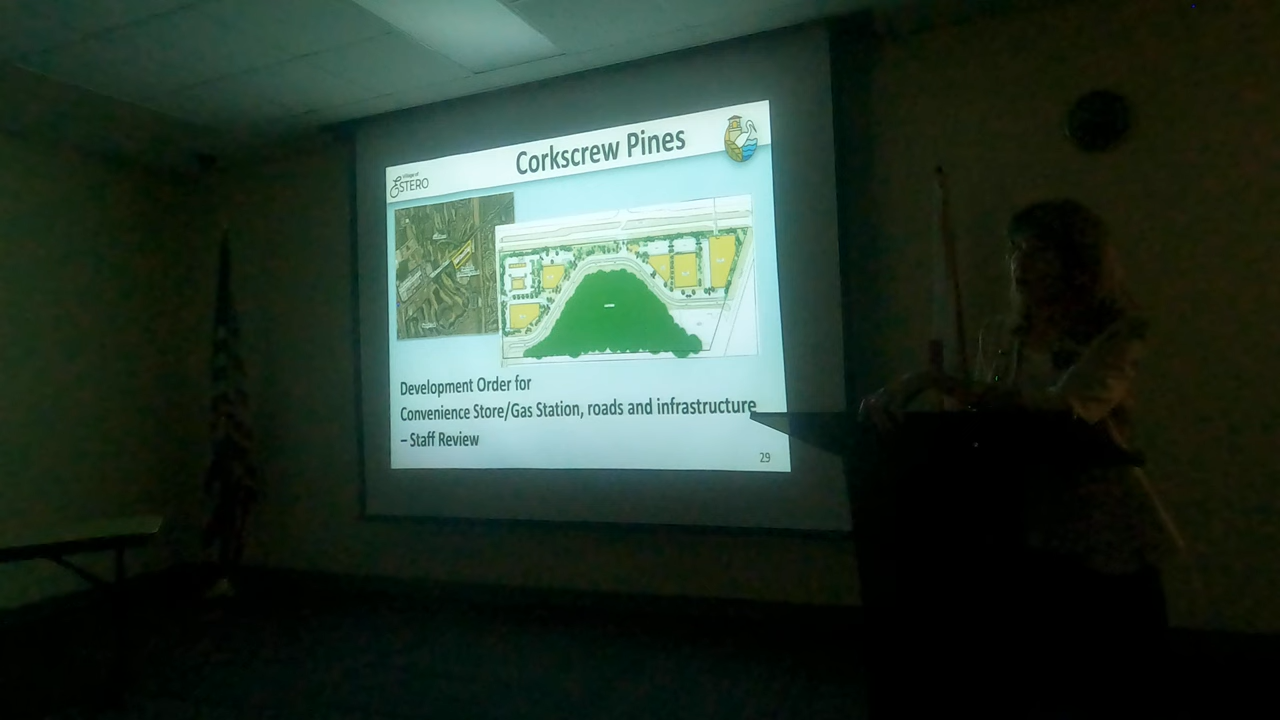 Corkscrew Pines
Village of
ESTERO
Development Order for
Convenience Store/Gas Station, roads and infrastructure
– Staff Review
29